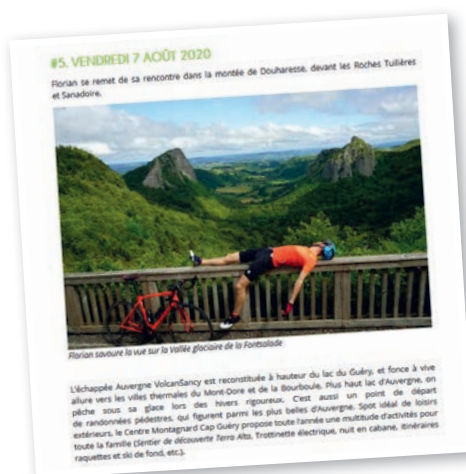 #5. VENDREDI 7 AOÛT 2020
Florian se remet de sa rencontre dans la montée de Douharesse, devant les Roches Tuilières
et Sanadoire.
Florian savoure la vue sur la Vallée glaciaire de la Fontsalade
L'échappée Auvergne VolcanSancy est reconstituée à hauteur du lac du Guéry, et fonce à vive
allure vers les villes thermales du Mont-Dore et de la Bourboule. Plus haut lac d'Auvergne, on
pêche sous sa glace lors des hivers rigoureux. C'est aussi un point de départ
de randonnées pédestres, qui figurent parmi les plus belles d'Auvergne. Spot idéal de loisirs
extérieurs, le Centre Montagnard Cap Guéry propose toute l'année une multitude d'activités pour
toute la famille (Sentier de découverte Terra Alta, Trottinette électrique, nuit en cabane, itinéraires
raquettes et ski de fond, etc.).